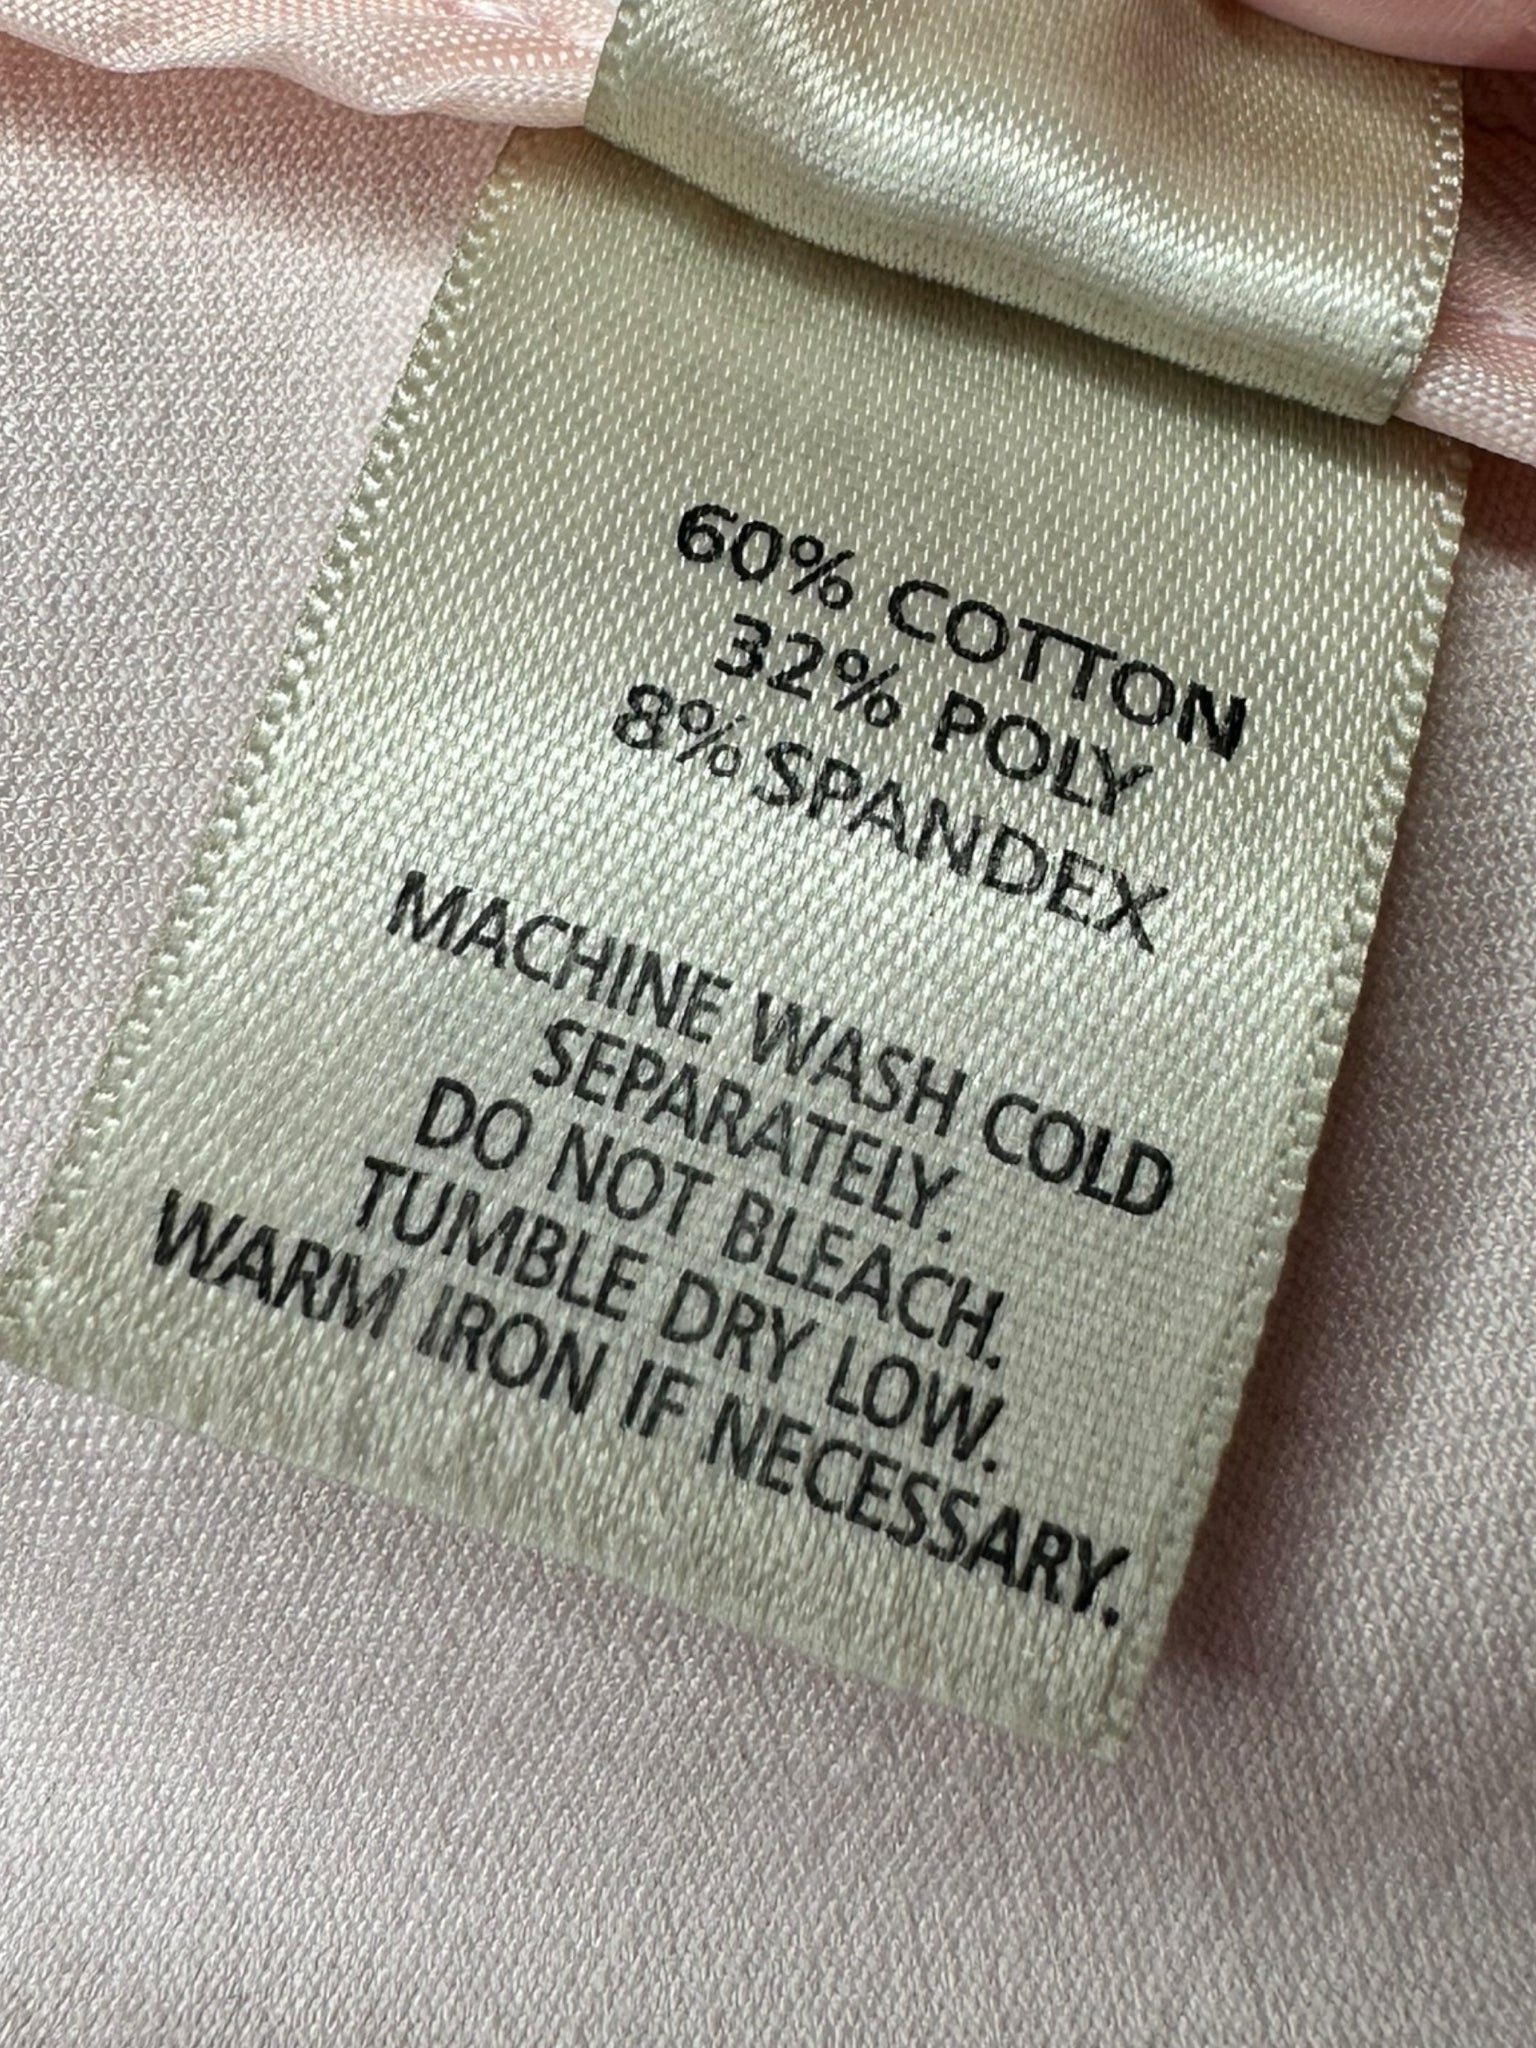 60% COTTON
32% POLY
8% SPANDEX
MACHINE WASH COLD
SEPARATELY.
DO NOT BLEACH.
TUMBLE DRY LOW.
WARM IRON IF NECESSARY.